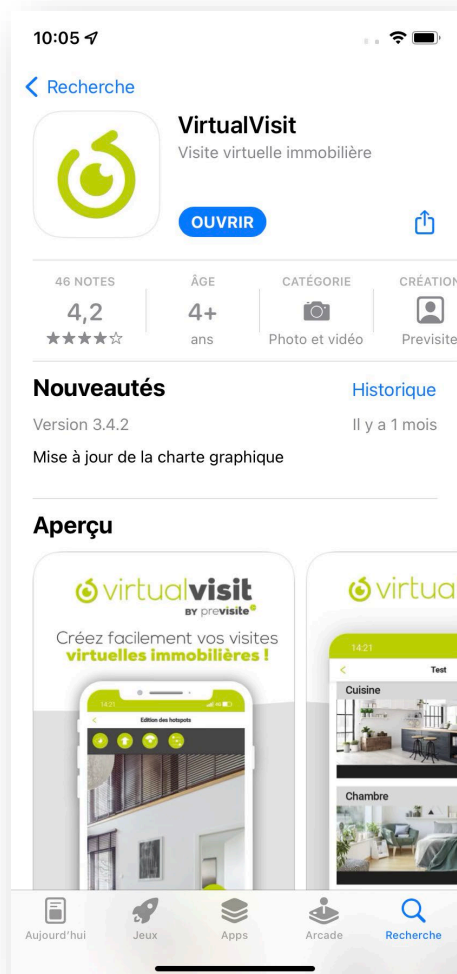 10:05
Recherche
VirtualVisit
Visite virtuelle immobilière
OUVRIR
46 NOTES
ÂGE
CATÉGORIE
CRÉATION
4,2
4+
ans
Photo et vidéo
Previsite
Nouveautés
Historique
Version 3.4.2
Il y a 1 mois
Mise à jour de la charte graphique
Aperçu
virtualvisit
BY previsite
Créez facilement vos visites
virtuelles immobilières !
14:21
Edition des hotspots
virtua
14:21
Test
Cuisine
Chambre
Aujourd'hui
Jeux
Apps
Arcade
Recherche